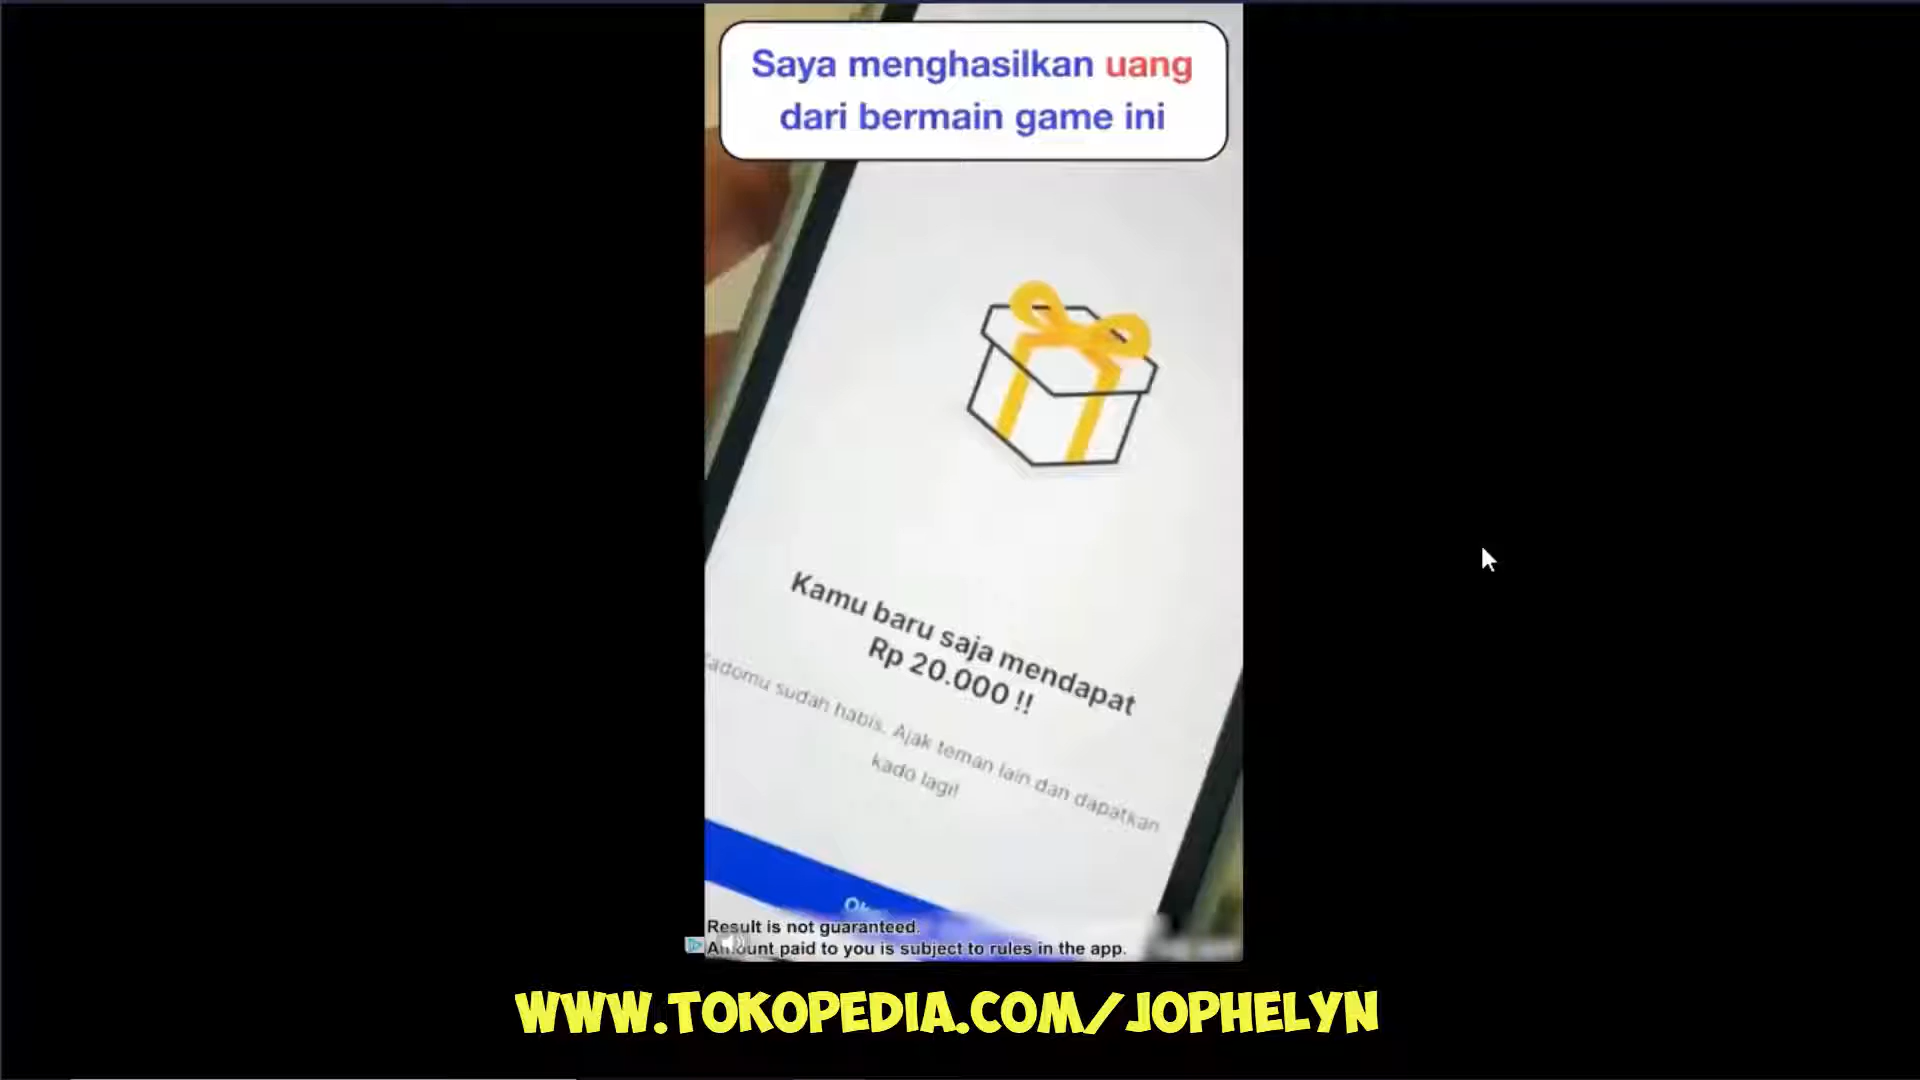 Saya menghasilkan uang
dari bermain game ini
Kamu baru saja mendapat
Rp 20.000 !!
sudah habis. Ajak teman lain dan dapatkan
kado lagi!
Result is not guaranteed.
Amount paid to you is subject to rules in the app.
WWW.TOKOPEDIA.COM/JOPHELYN